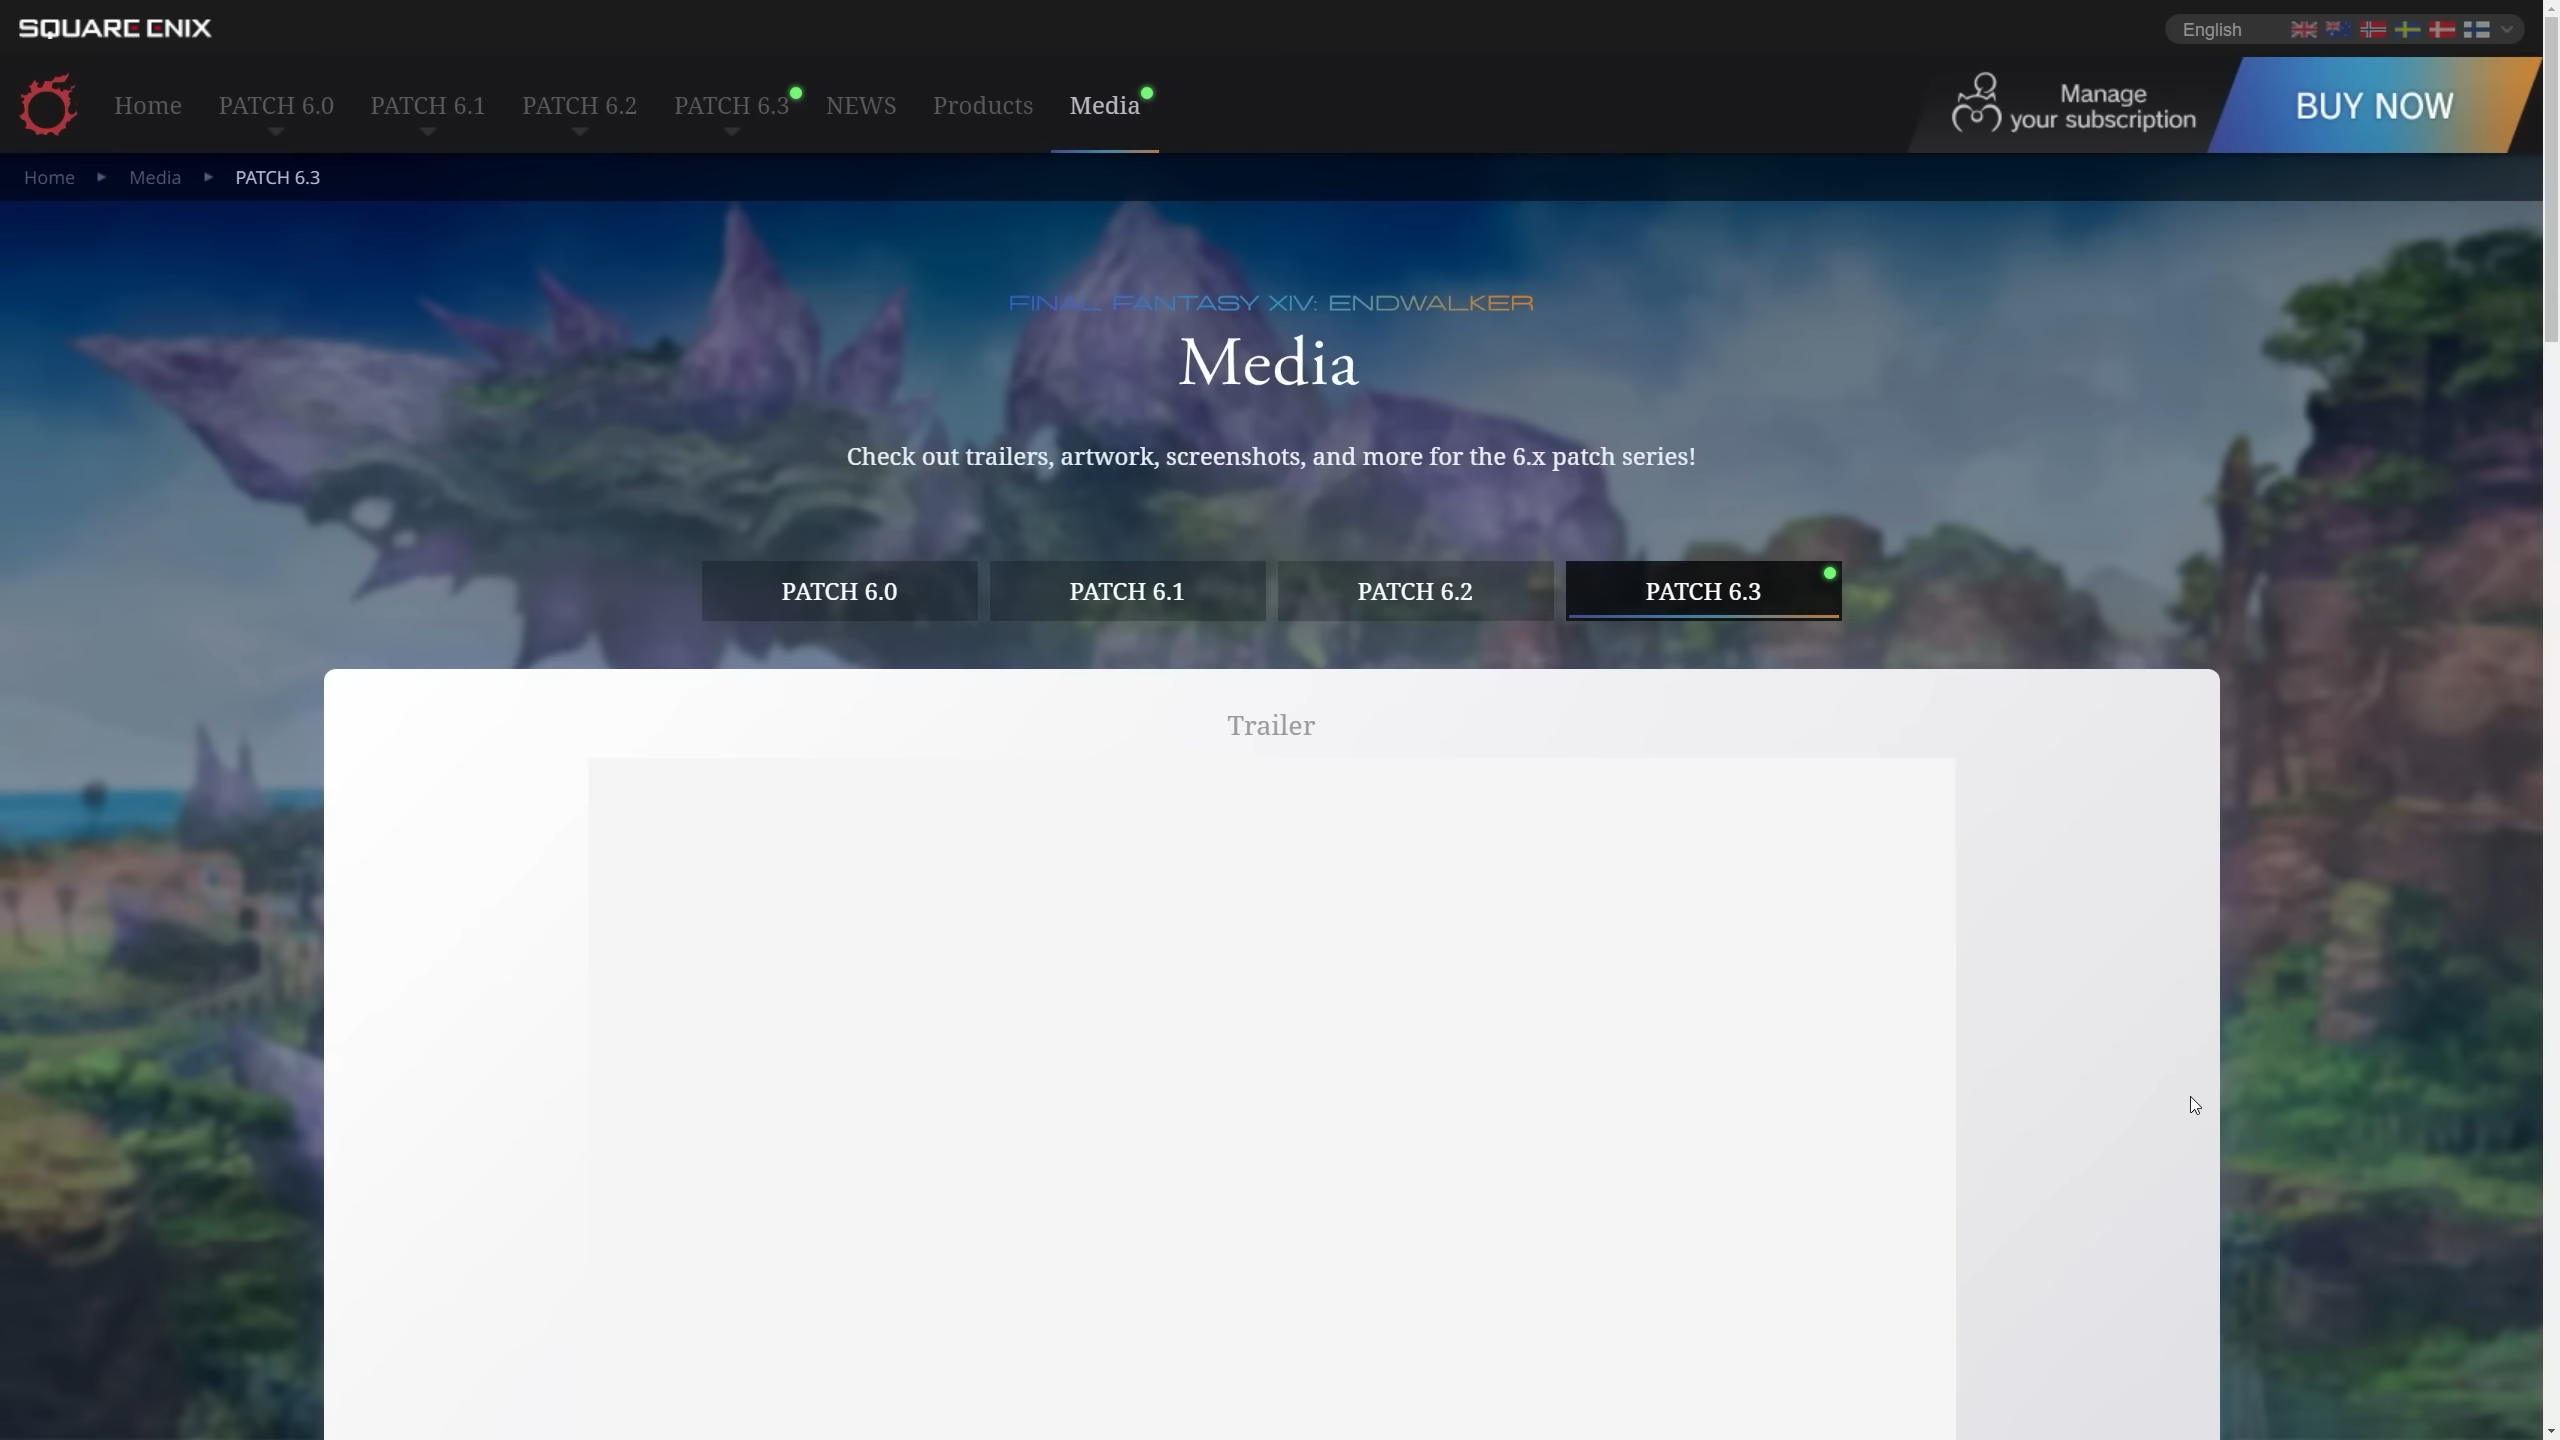 SQUARE ENIX
English
Home PATCH 6.0 PATCH 6.1 PATCH 6.2 PATCH 6.3 NEWS Products Media
Manage
your subscription
BUY NOW
Home Media PATCH 6.3
FINAL FANTASY XIV: ENDWALKER
Media
Check out trailers, artwork, screenshots, and more for the 6.x patch series!
PATCH 6.0 PATCH 6.1 PATCH 6.2 PATCH 6.3
Trailer